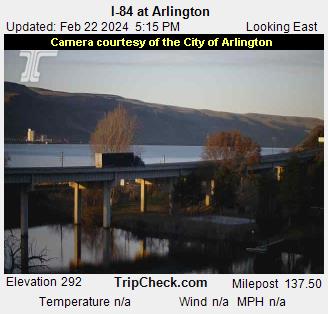 I-84 at Arlington
Updated: Feb 22 2024 5:15 PM Looking East
Camera courtesy of the City of Arlington
Elevation 292 TripCheck.com Milepost 137.50
Temperature n/a Wind n/a MPH n/a